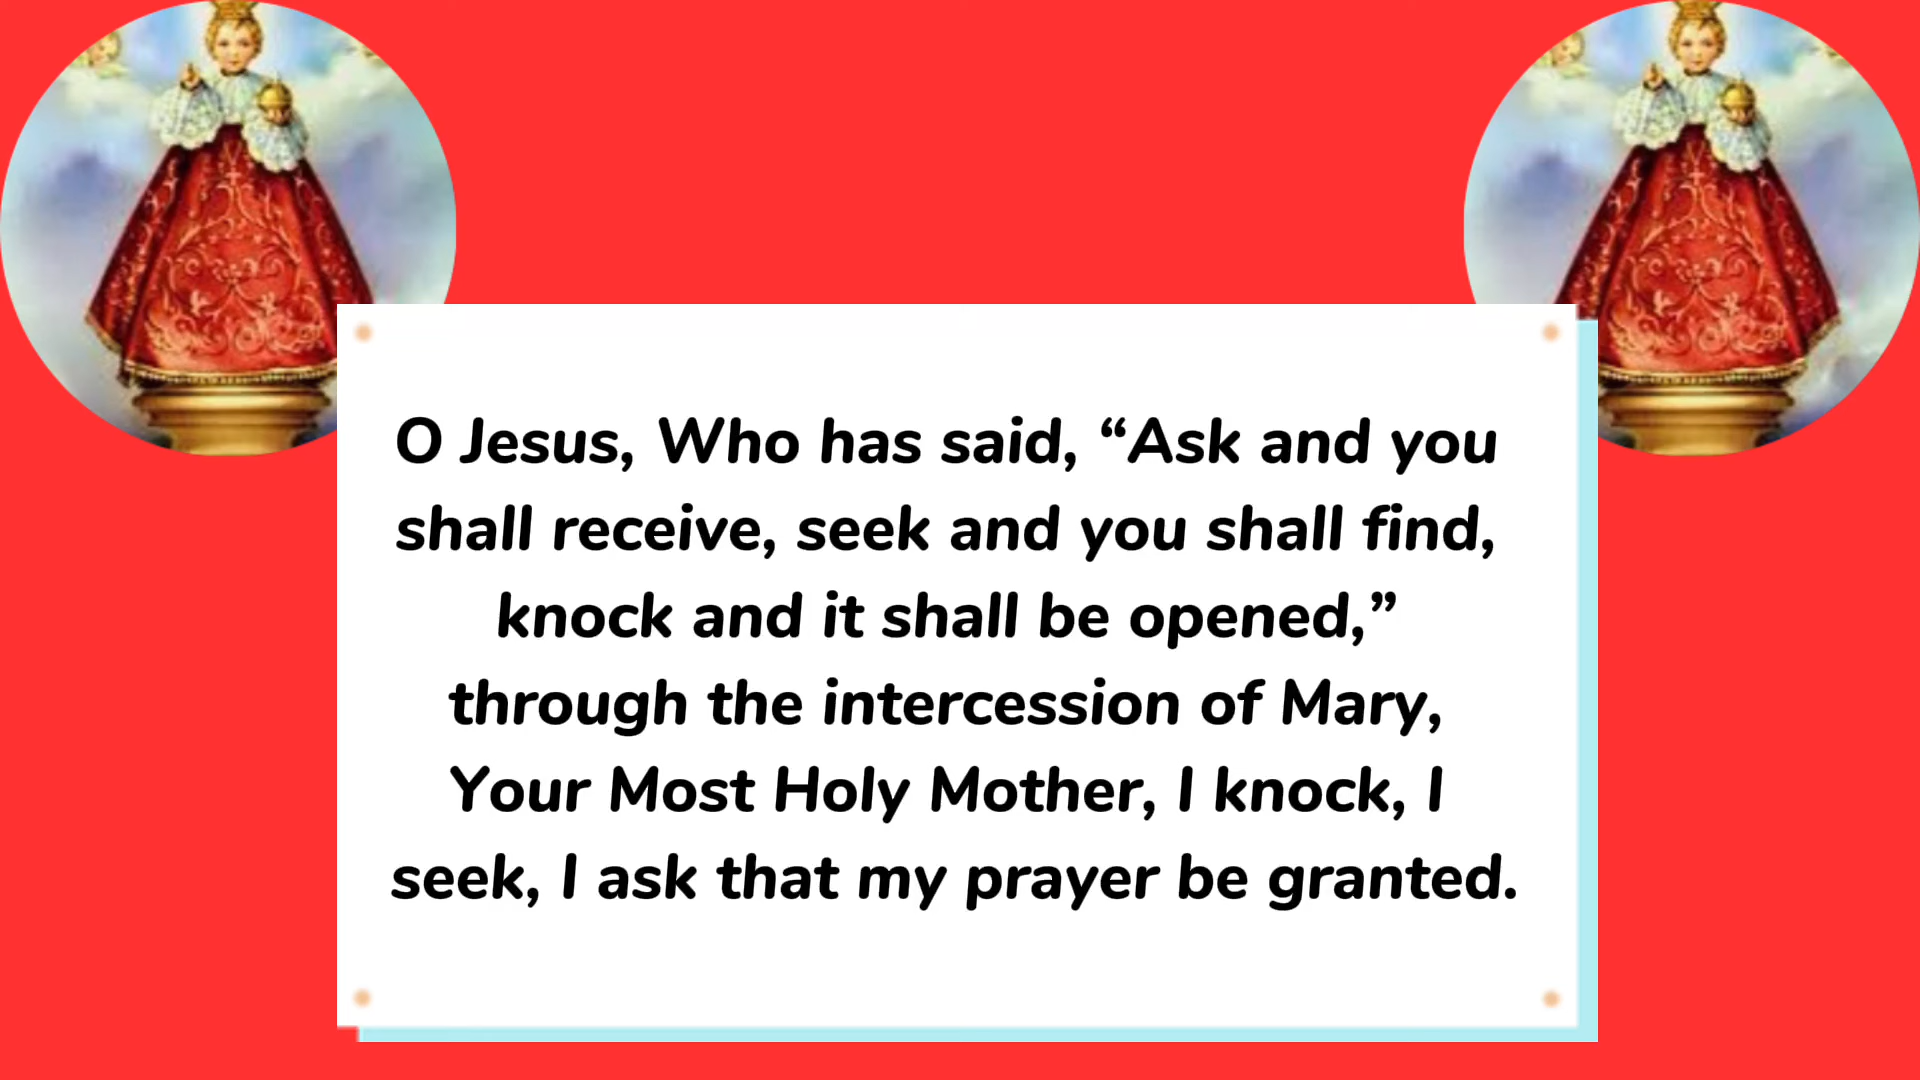 O Jesus, Who has said, “Ask and you
shall receive, seek and you shall find,
knock and it shall be opened,”
through the intercession of Mary,
Your Most Holy Mother, I knock, I
seek, I ask that my prayer be granted.